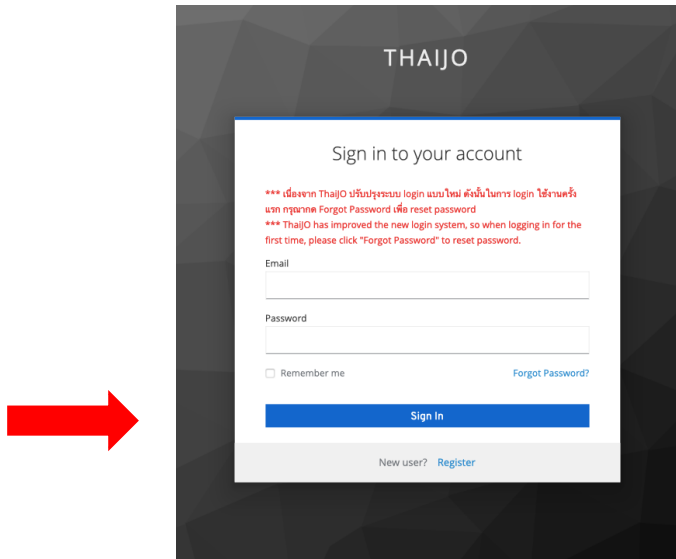 THAIJO
Sign in to your account
*** เนื่องจาก ThaiJO ปรับปรุงระบบ login แบบใหม่ ดังนั้นในการ login ใช้งานครั้ง
แรก กรุณากด Forgot Password เพื่อ reset password
*** ThaiJO has improved the new login system, so when logging in for the
first time, please click "Forgot Password" to reset password.
Email
Password
Remember me
Forgot Password?
Sign In
New user? Register